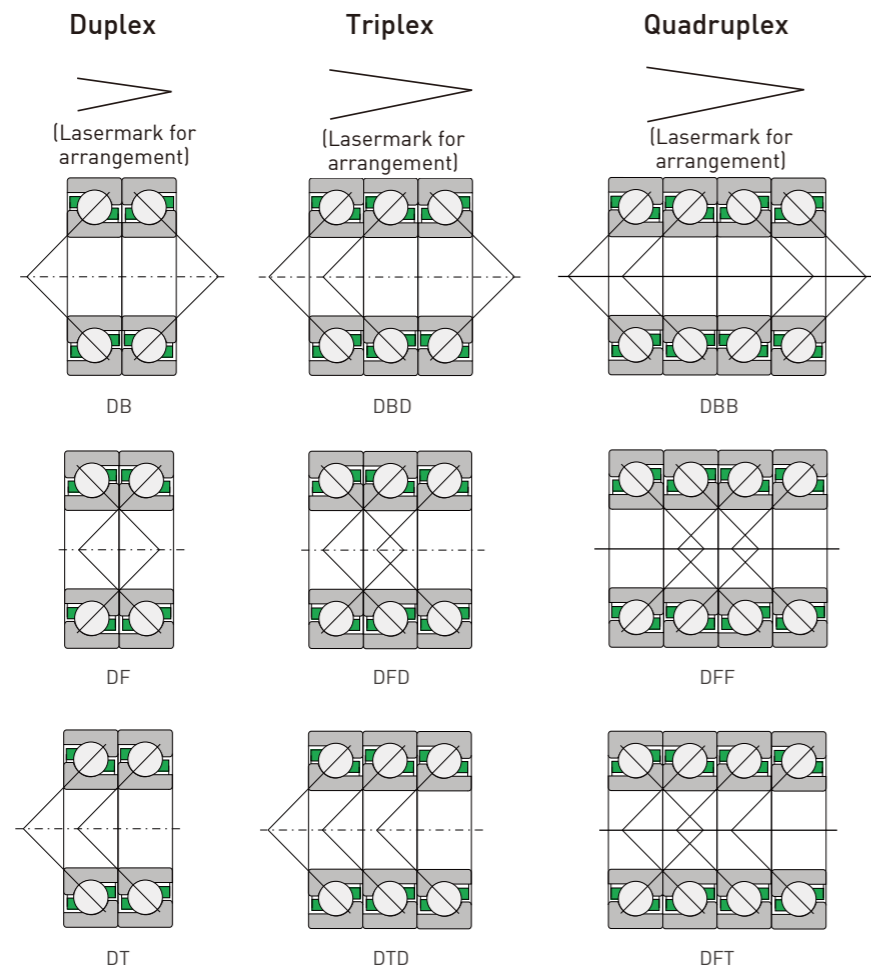 Duplex
Triplex
Quadruplex
(Lasermark for
arrangement)
(Lasermark for
arrangement)
(Lasermark for
arrangement)
DB
DBD
DBB
DF
DFD
DFF
DT
DTD
DFT